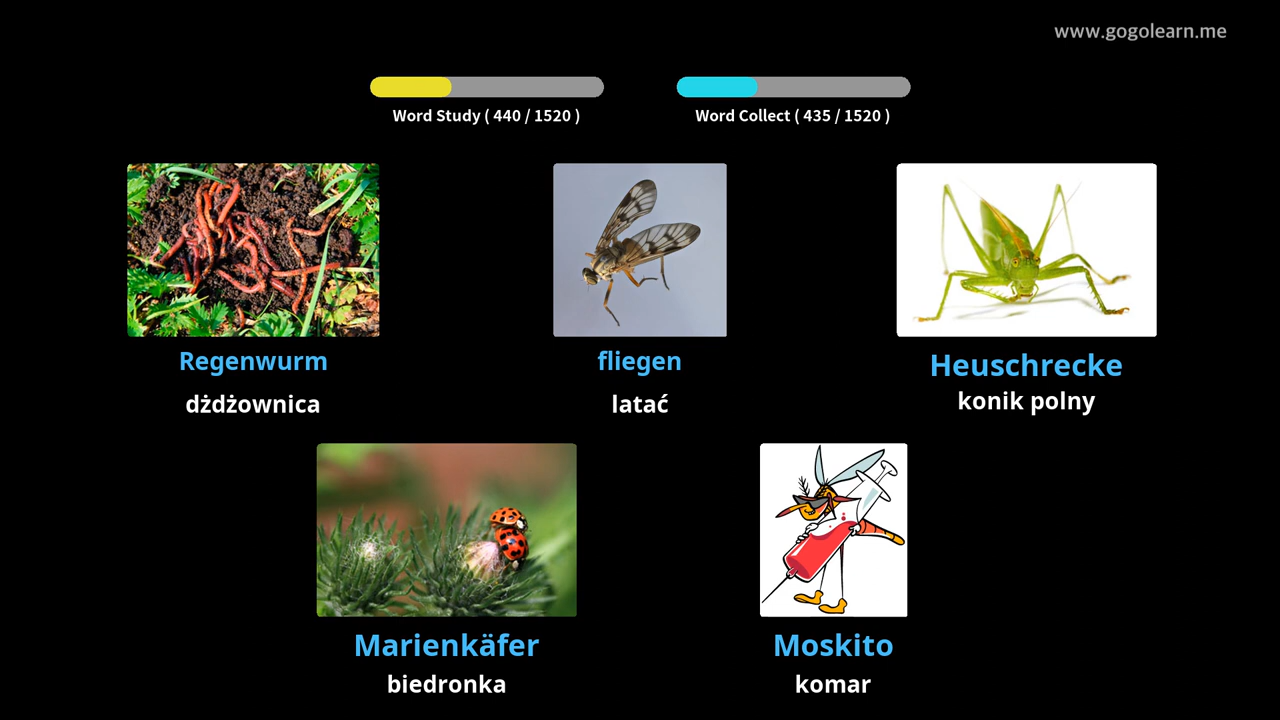 www.gogolearn.me
Word Study ( 440 / 1520 )
Word Collect ( 435 / 1520 )
Regenwurm
dżdżownica
fliegen
latać
Heuschrecke
konik polny
Marienkäfer
biedronka
Moskito
komar